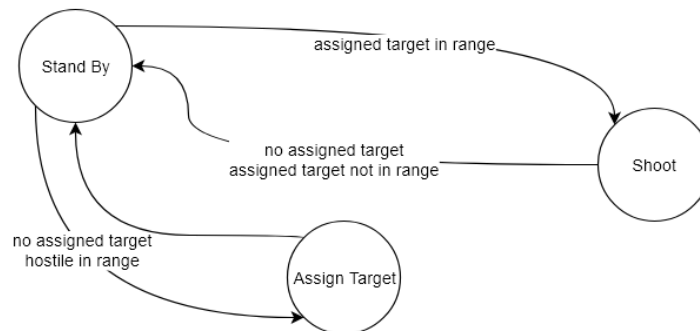 assigned target in range
Stand By
no assigned target
assigned target not in range
Shoot
no assigned target
hostile in range
Assign Target